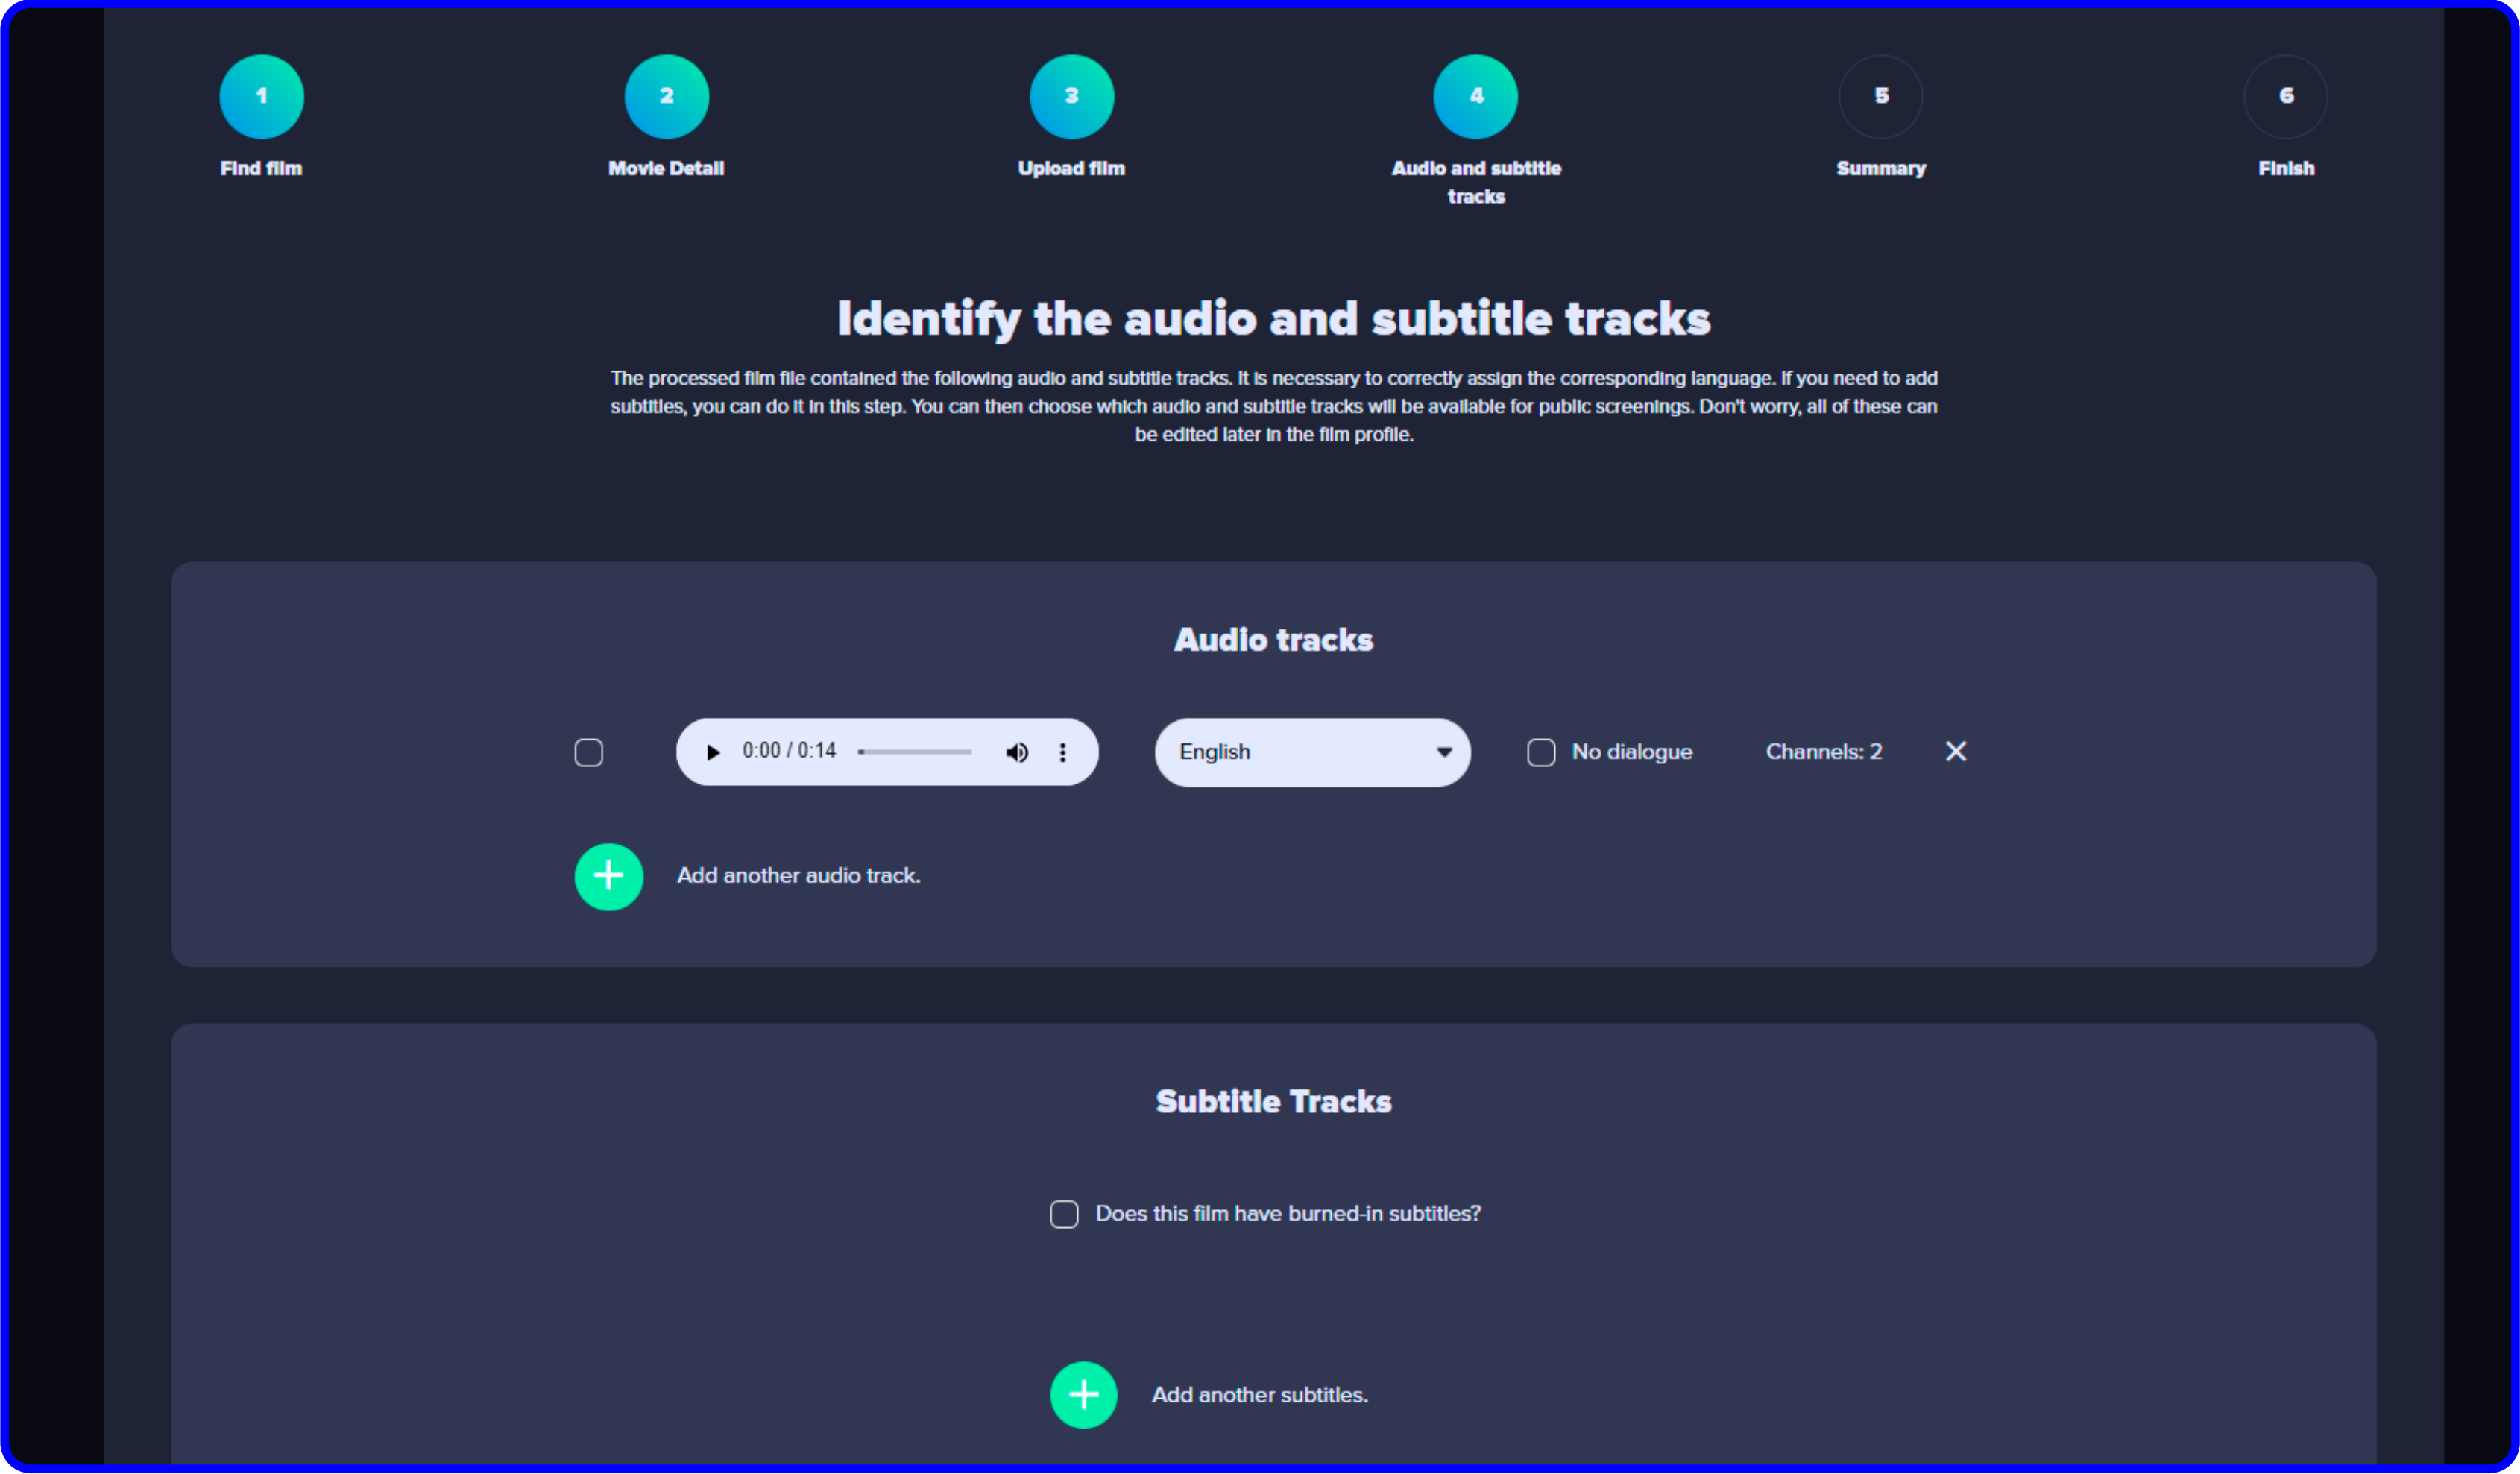 1
2
3
4
5
6
Find film
Movie Detail
Upload film
Audio and subtitle
tracks
Summary
Finish
Identify the audio and subtitle tracks
The processed film file contained the following audio and subtitle tracks. It is necessary to correctly assign the corresponding language. If you need to add
subtitles, you can do it in this step. You can then choose which audio and subtitle tracks will be available for public screenings. Don't worry, all of these can
be edited later in the film profile.
Audio tracks
0:00 / 0:14
English
No dialogue
Channels: 2
Add another audio track.
Subtitle Tracks
Does this film have burned-in subtitles?
Add another subtitles.